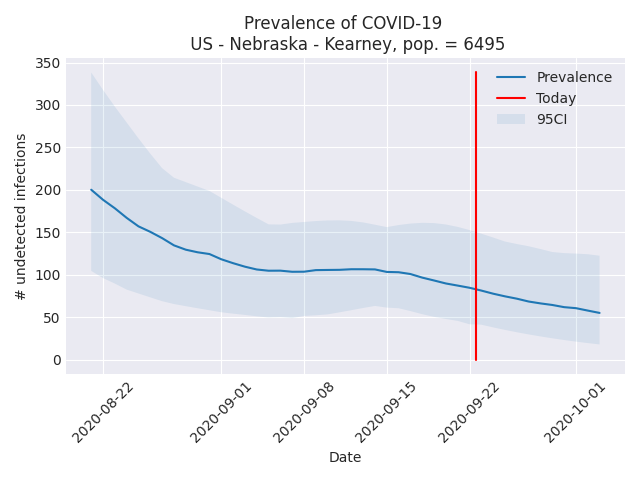 Prevalence of COVID-19
US - Nebraska - Kearney, pop. = 6495
350
300
250
200
150
100
50
0
# undetected infections
Prevalence
Today
95CI
2020-08-22
2020-09-01
2020-09-08
2020-09-15
2020-09-22
2020-10-01
Date